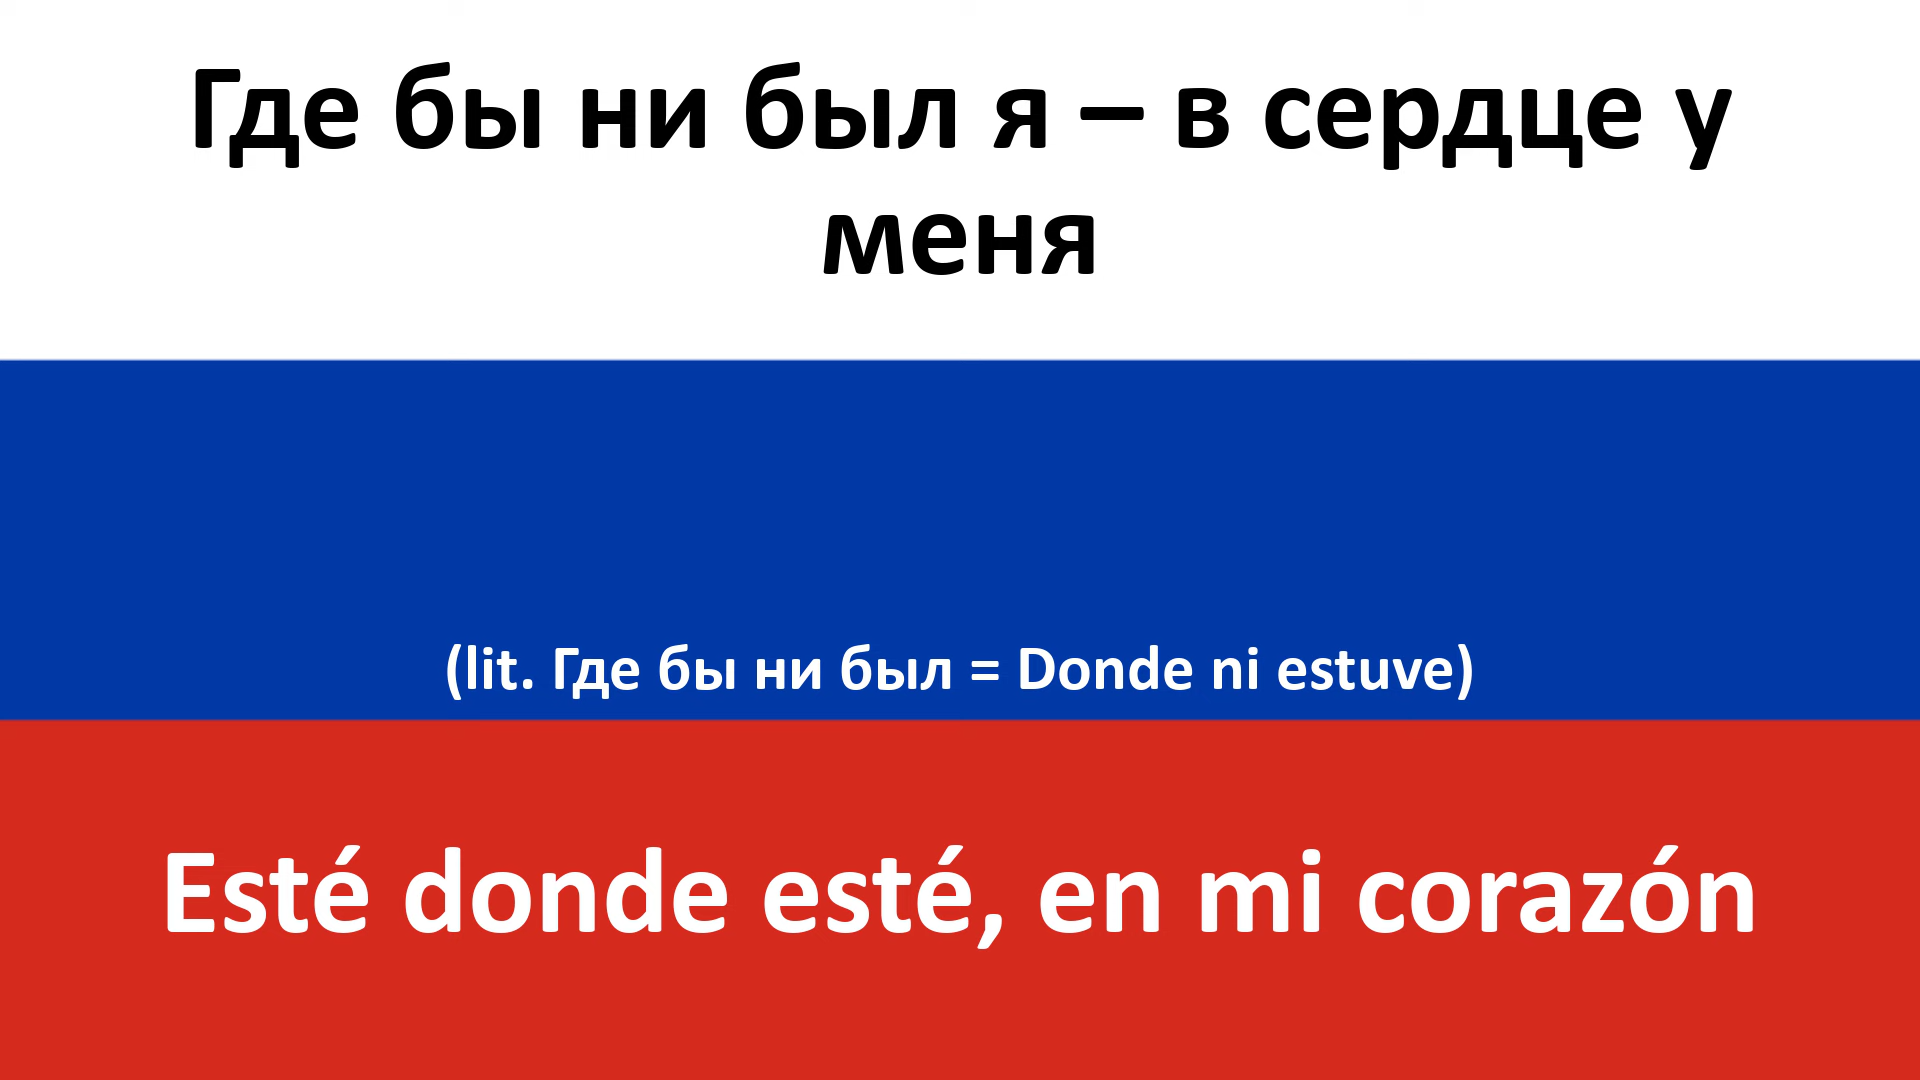 Где бы ни был я – в сердце у
меня
(lit. Где бы ни был = Donde ni estuve)
Esté donde esté, en mi corazón